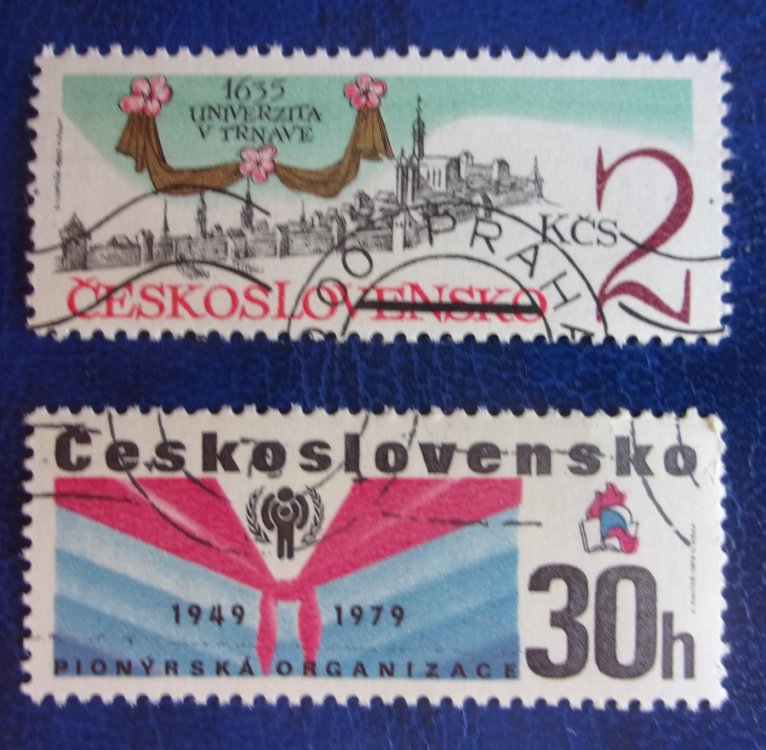 1635
UNIVERZITA
V TRNAVE
KČS 2
PRAHA
ČESKOSLOVENSKO
Československo
1949 1979
PIONÝRSKÁ ORGANIZACE
30h